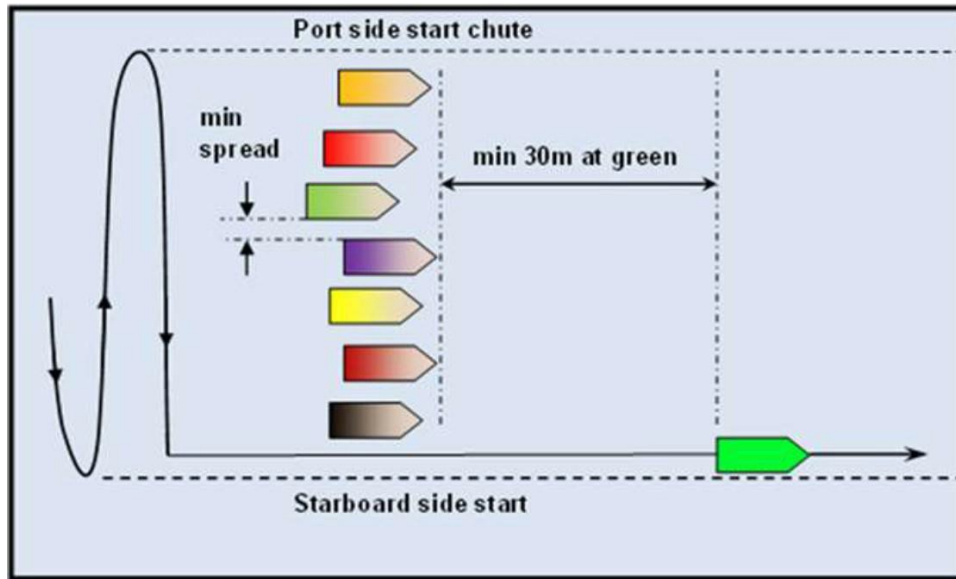 Port side start chute
min
spread
min 30m at green
Starboard side start